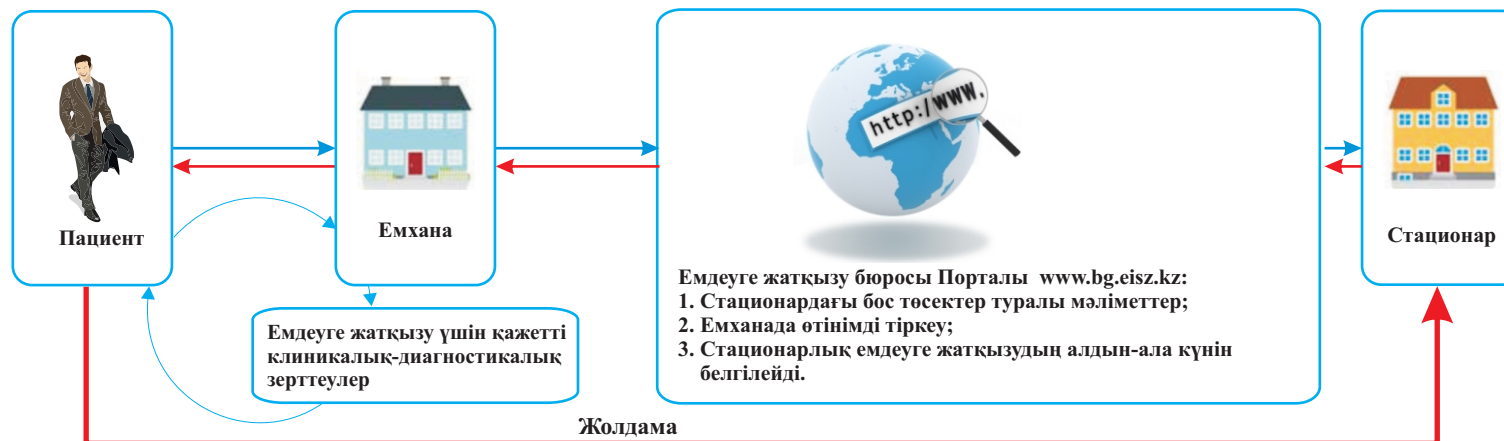 http:/www.
Пациент
Емхана
Стационар
Емдеуге жатқызу бюросы Порталы www.bg.eisz.kz:
1. Стационардағы бос төсектер туралы мәліметтер;
2. Емханада өтінімді тіркеу;
3. Стационарлық емдеуге жатқызудың алдын-ала күнін
белгілейді.
Емдеуге жатқызу үшін қажетті
клиникалық-диагностикалық
зерттеулер
Жолдама